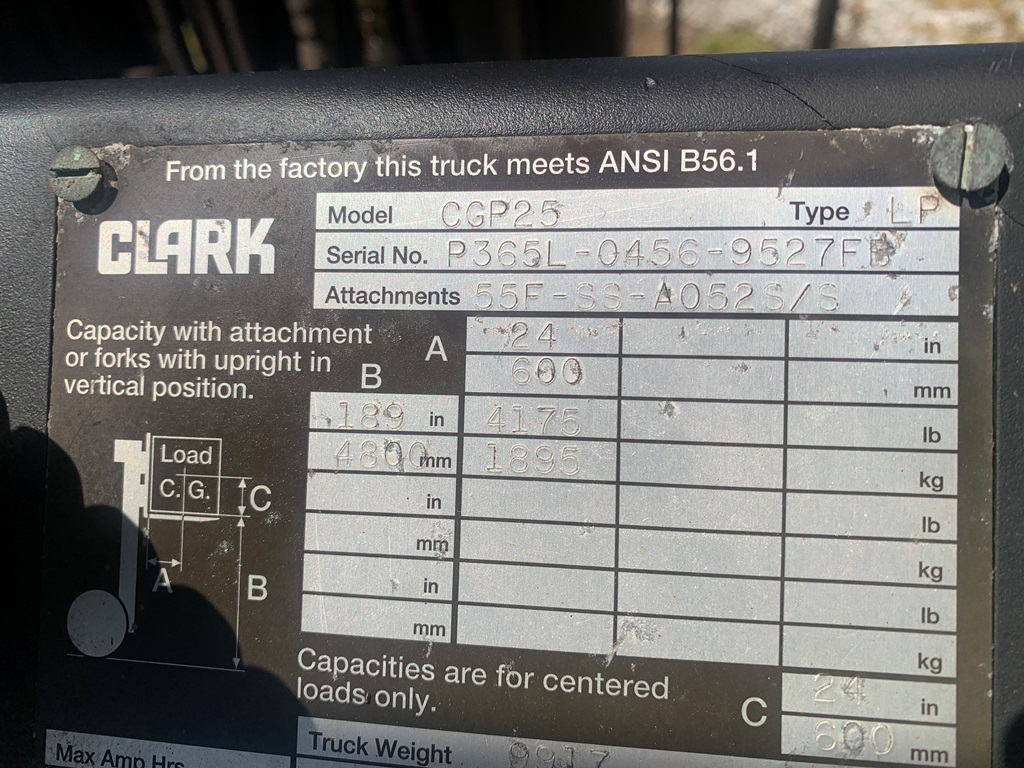 From the factory this truck meets ANSI B56.1
CLARK
Model CGP25 Type LP
Serial No. P365L-0456-9527FB
Attachments 55F-SS-A052S/S
Capacity with attachment
or forks with upright in
vertical position.
A 24 in
600 mm
B
189 in 4175 lb
4800 mm 1895 kg
in lb
mm kg
in lb
mm kg
Load
C.G.
C
A
B
Capacities are for centered
loads only.
C 24 in
600 mm
Max Amp Hrs
Truck Weight 9917